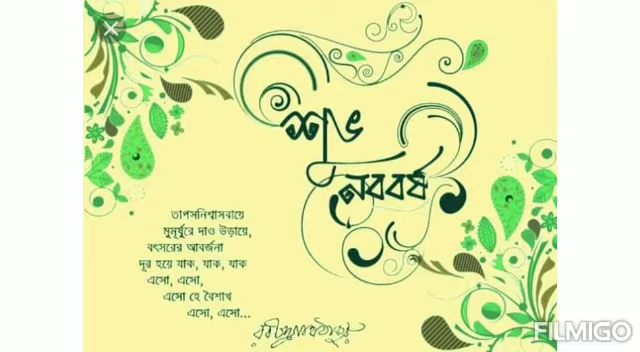 শুভ
নববর্ষ
তাপসনিশ্বাসবায়ে
মুমূর্ষুরে দাও উড়ায়ে,
বৎসরের আবর্জনা
দূর হয়ে যাক, যাক, যাক
এসো, এসো,
এসো হে বৈশাখ
এসো, এসো...
রবীন্দ্রনাথ ঠাকুর
FILMIGO